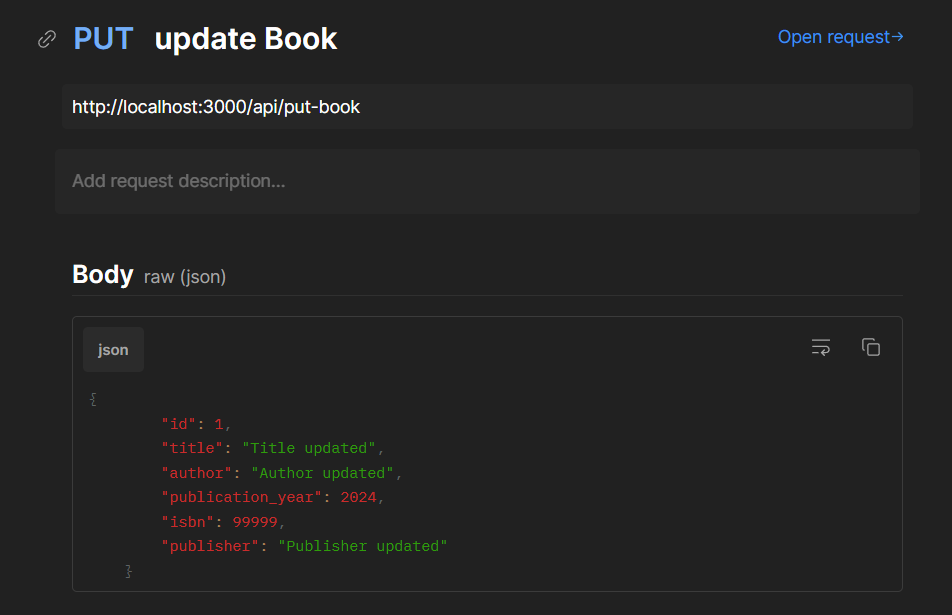 PUT update Book
Open request→
http://localhost:3000/api/put-book
Add request description...
Body raw (json)
json
{
"id": 1,
"title": "Title updated",
"author": "Author updated",
"publication_year": 2024,
"isbn": 99999,
"publisher": "Publisher updated"
}